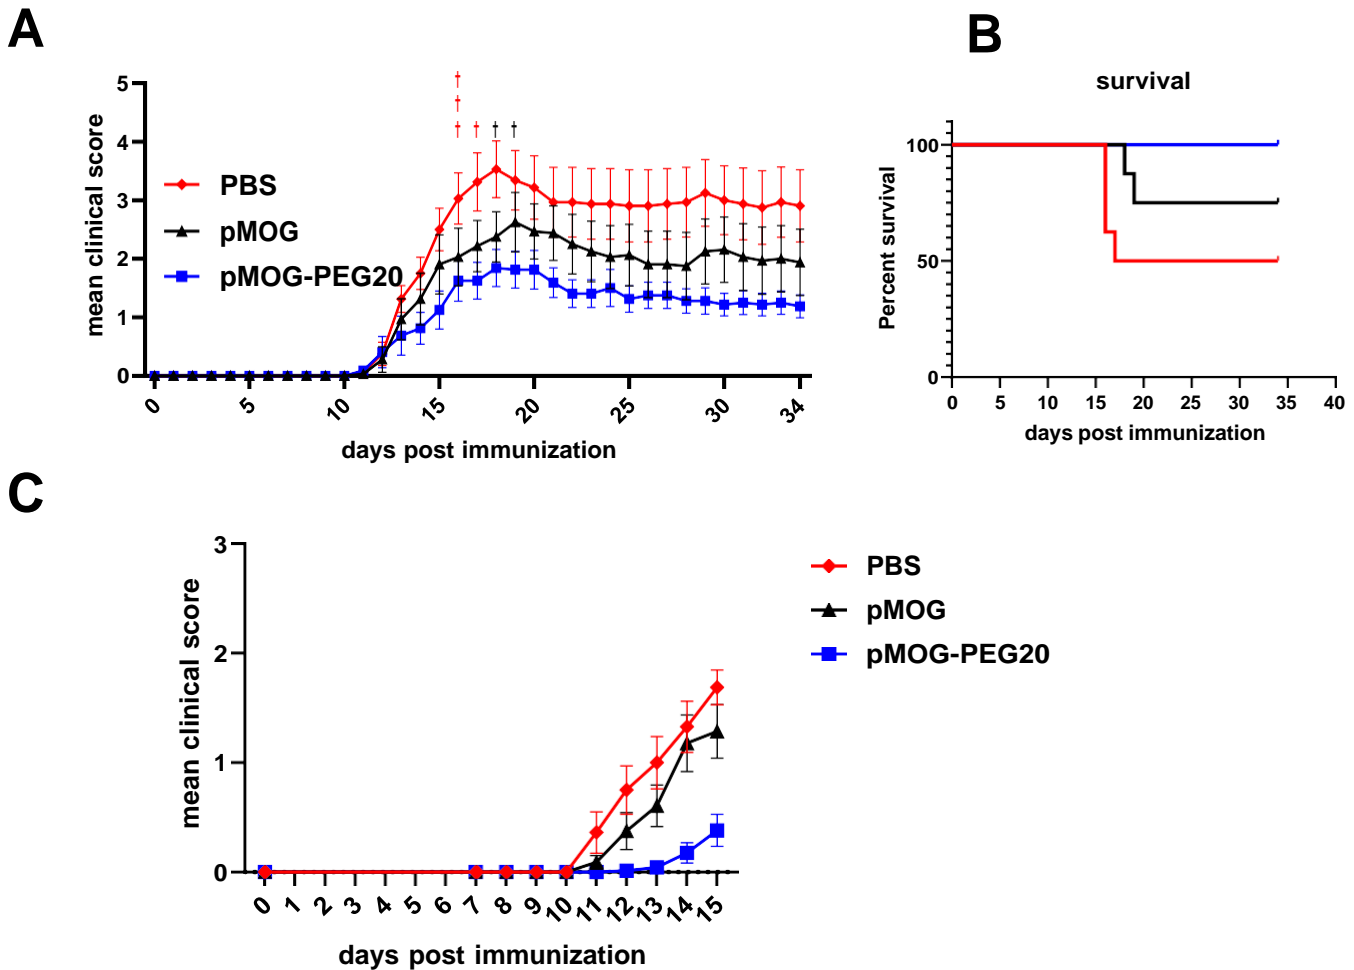 A
B
survival
5
4
3
2
1
0
mean clinical score
† † †
† † †
PBS
pMOG
pMOG-PEG20
0 5 10 15 20 25 30 34
days post immunization
100
50
0
Percent survival
0 5 10 15 20 25 30 35 40
days post immunization
C
3
2
1
0
mean clinical score
PBS
pMOG
pMOG-PEG20
0 1 2 3 4 5 6 7 8 9 10 11 12 13 14 15
days post immunization